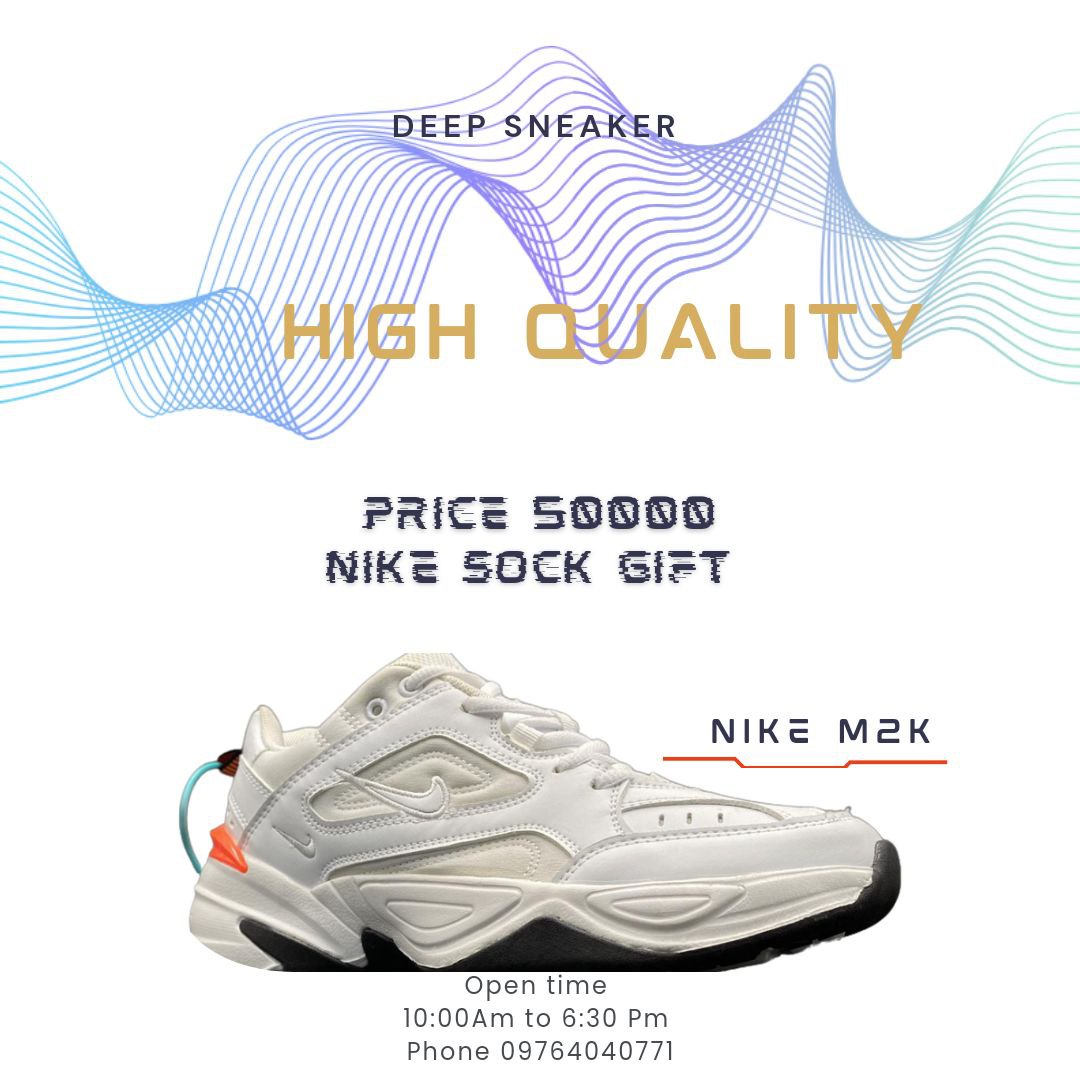 DEEP SNEAKER
HIGH QUALITY
PRICE 50000
NIKE SOCK GIFT
NIKE M2K
Open time
10:00Am to 6:30 Pm
Phone 09764040771